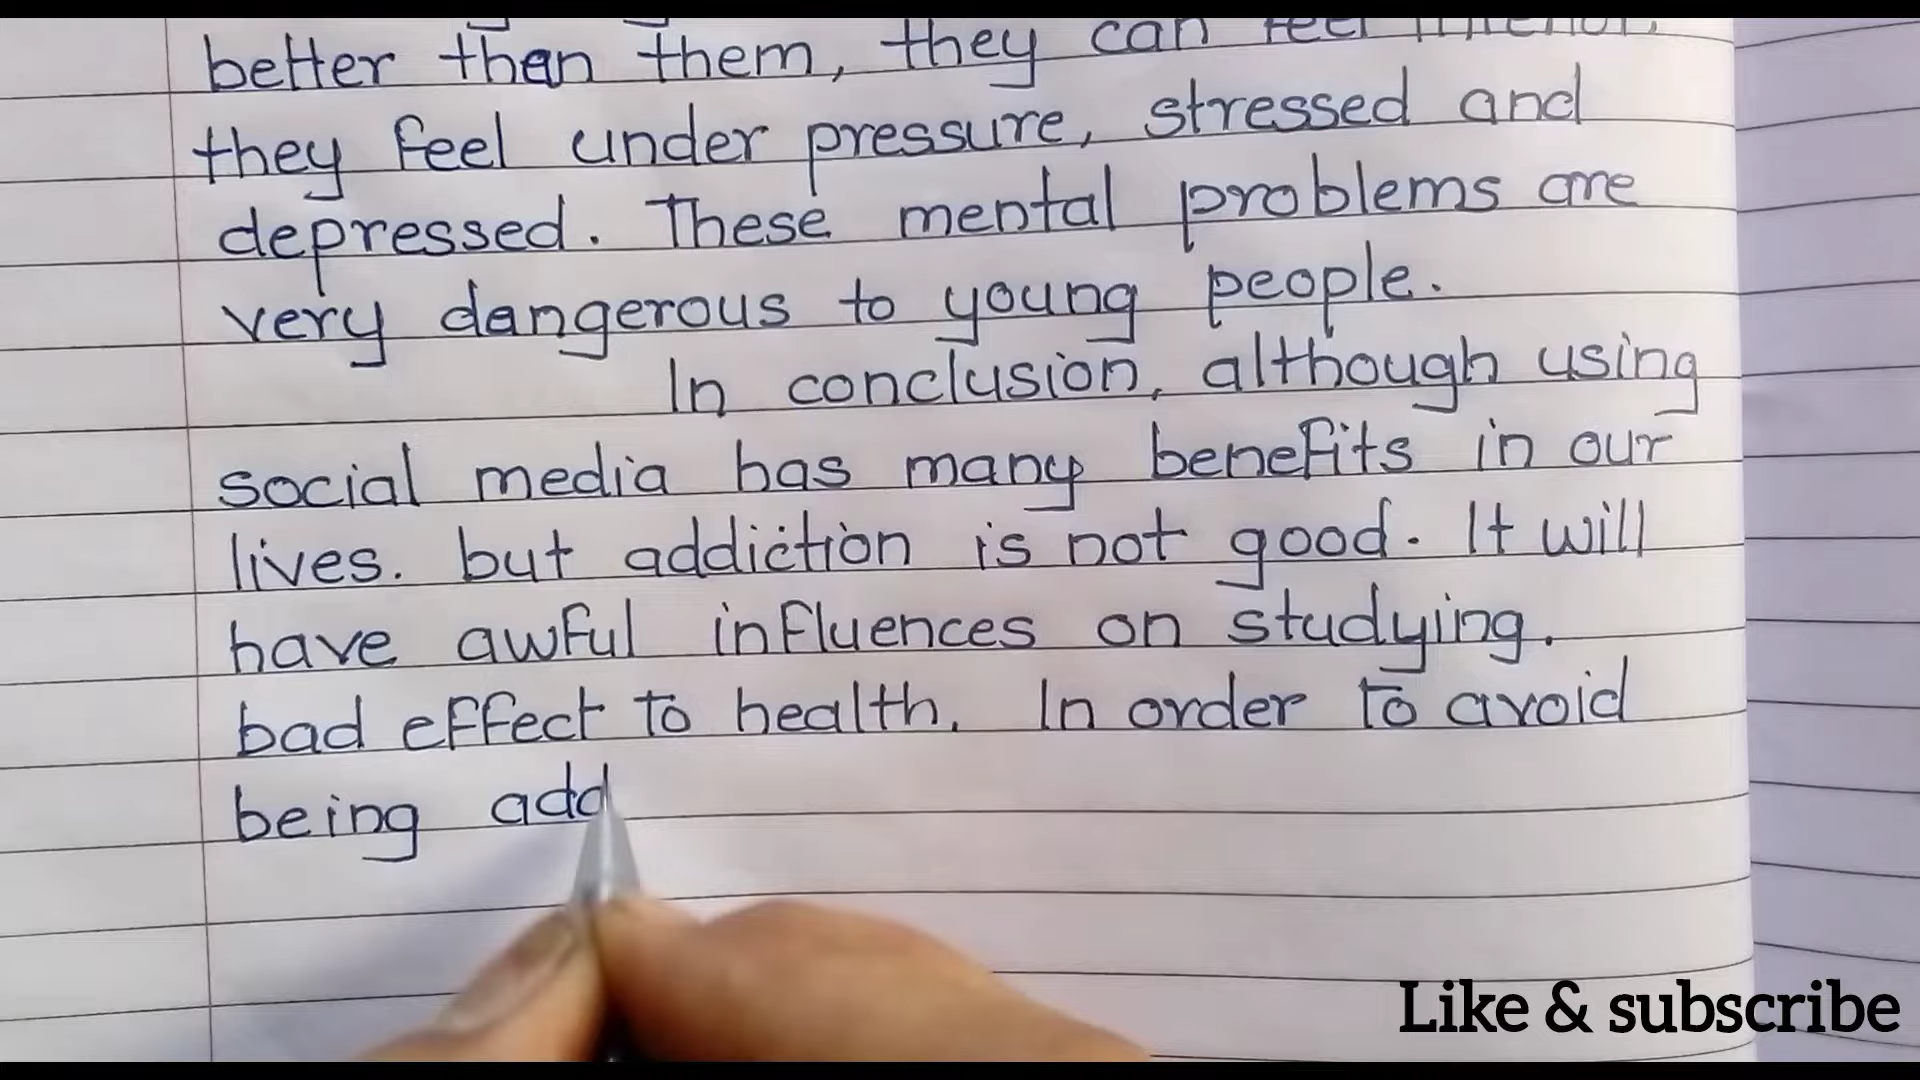 better than them, they can feel inferior.
they feel under pressure, stressed and
depressed. These mental problems are
very dangerous to young people.
In conclusion, although using
social media has many benefits in our
lives. but addiction is not good. It will
have awful influences on studying.
bad effect to health. In order to avoid
being add
Like & subscribe